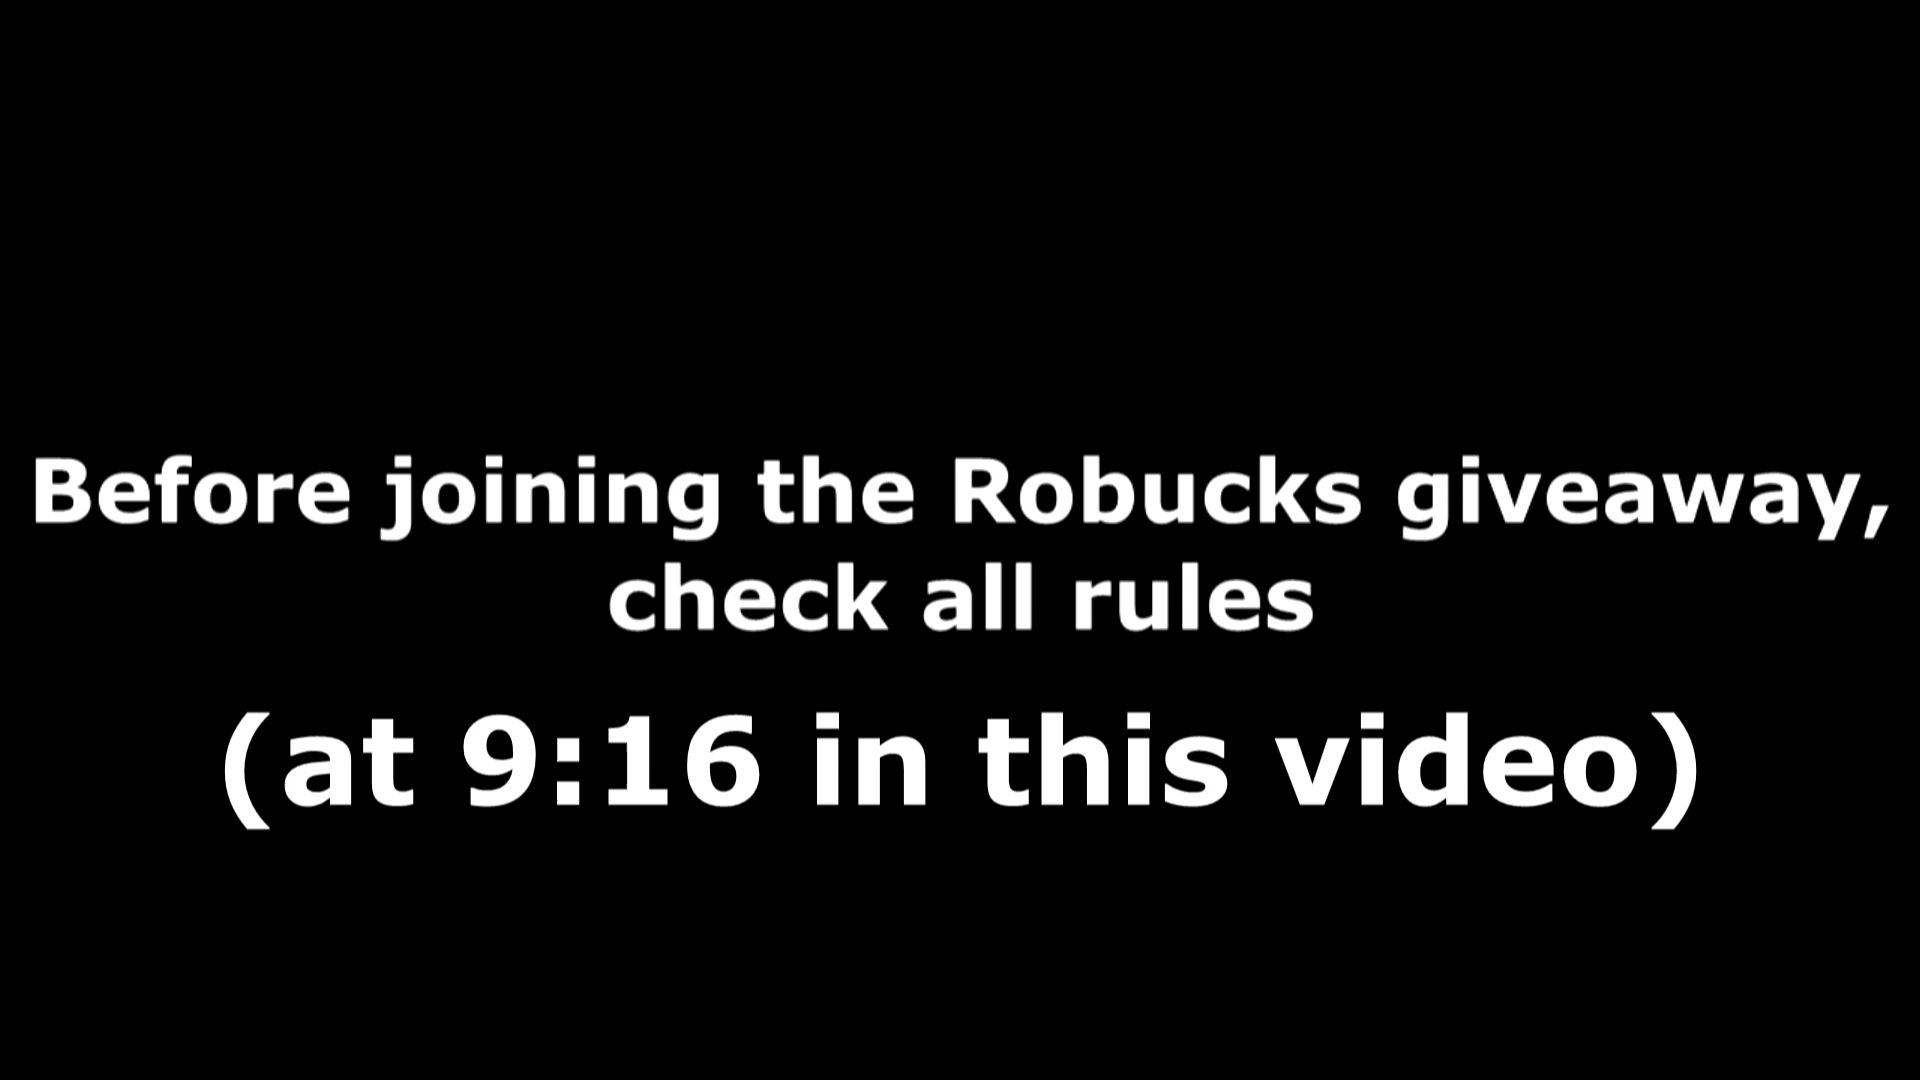 Before joining the Robucks giveaway,
check all rules
(at 9:16 in this video)